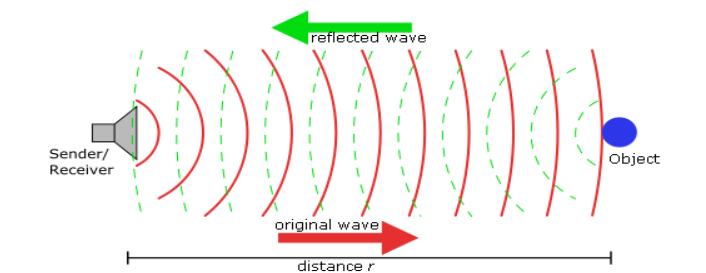 reflected wave
Sender/
Receiver
Object
original wave
distance r